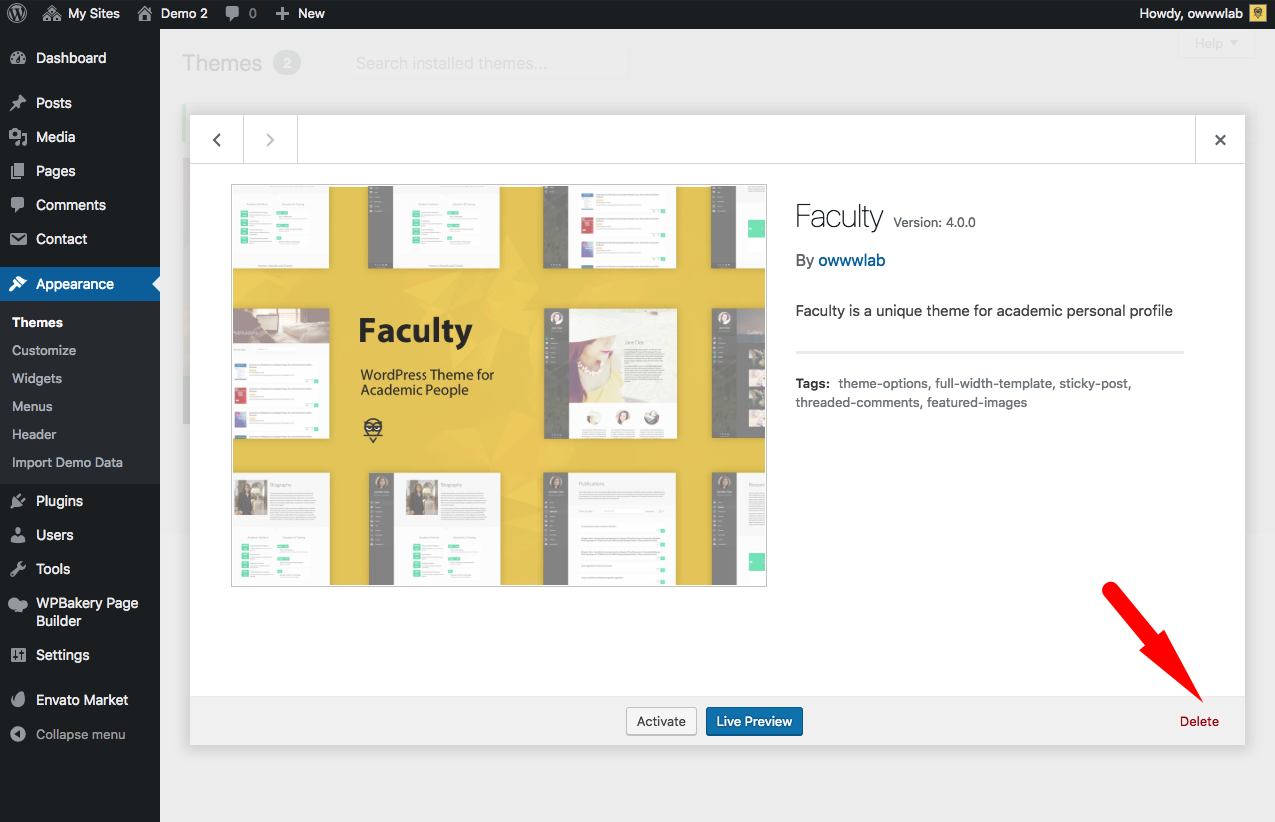 My Sites
Demo 2
0
New
Howdy, owwwlab
Dashboard
Posts
Media
Pages
Comments
Contact
Appearance
Themes
Customize
Widgets
Menus
Header
Import Demo Data
Plugins
Users
Tools
WPBakery Page
Builder
Settings
Envato Market
Collapse menu
Themes 2
Search installed themes...
Help
Faculty
WordPress Theme for
Academic People
Biography
Biography
Publications
Faculty Version: 4.0.0
By owwwlab
Faculty is a unique theme for academic personal profile
Tags: theme-options, full-width-template, sticky-post,
threaded-comments, featured-images
Activate
Live Preview
Delete